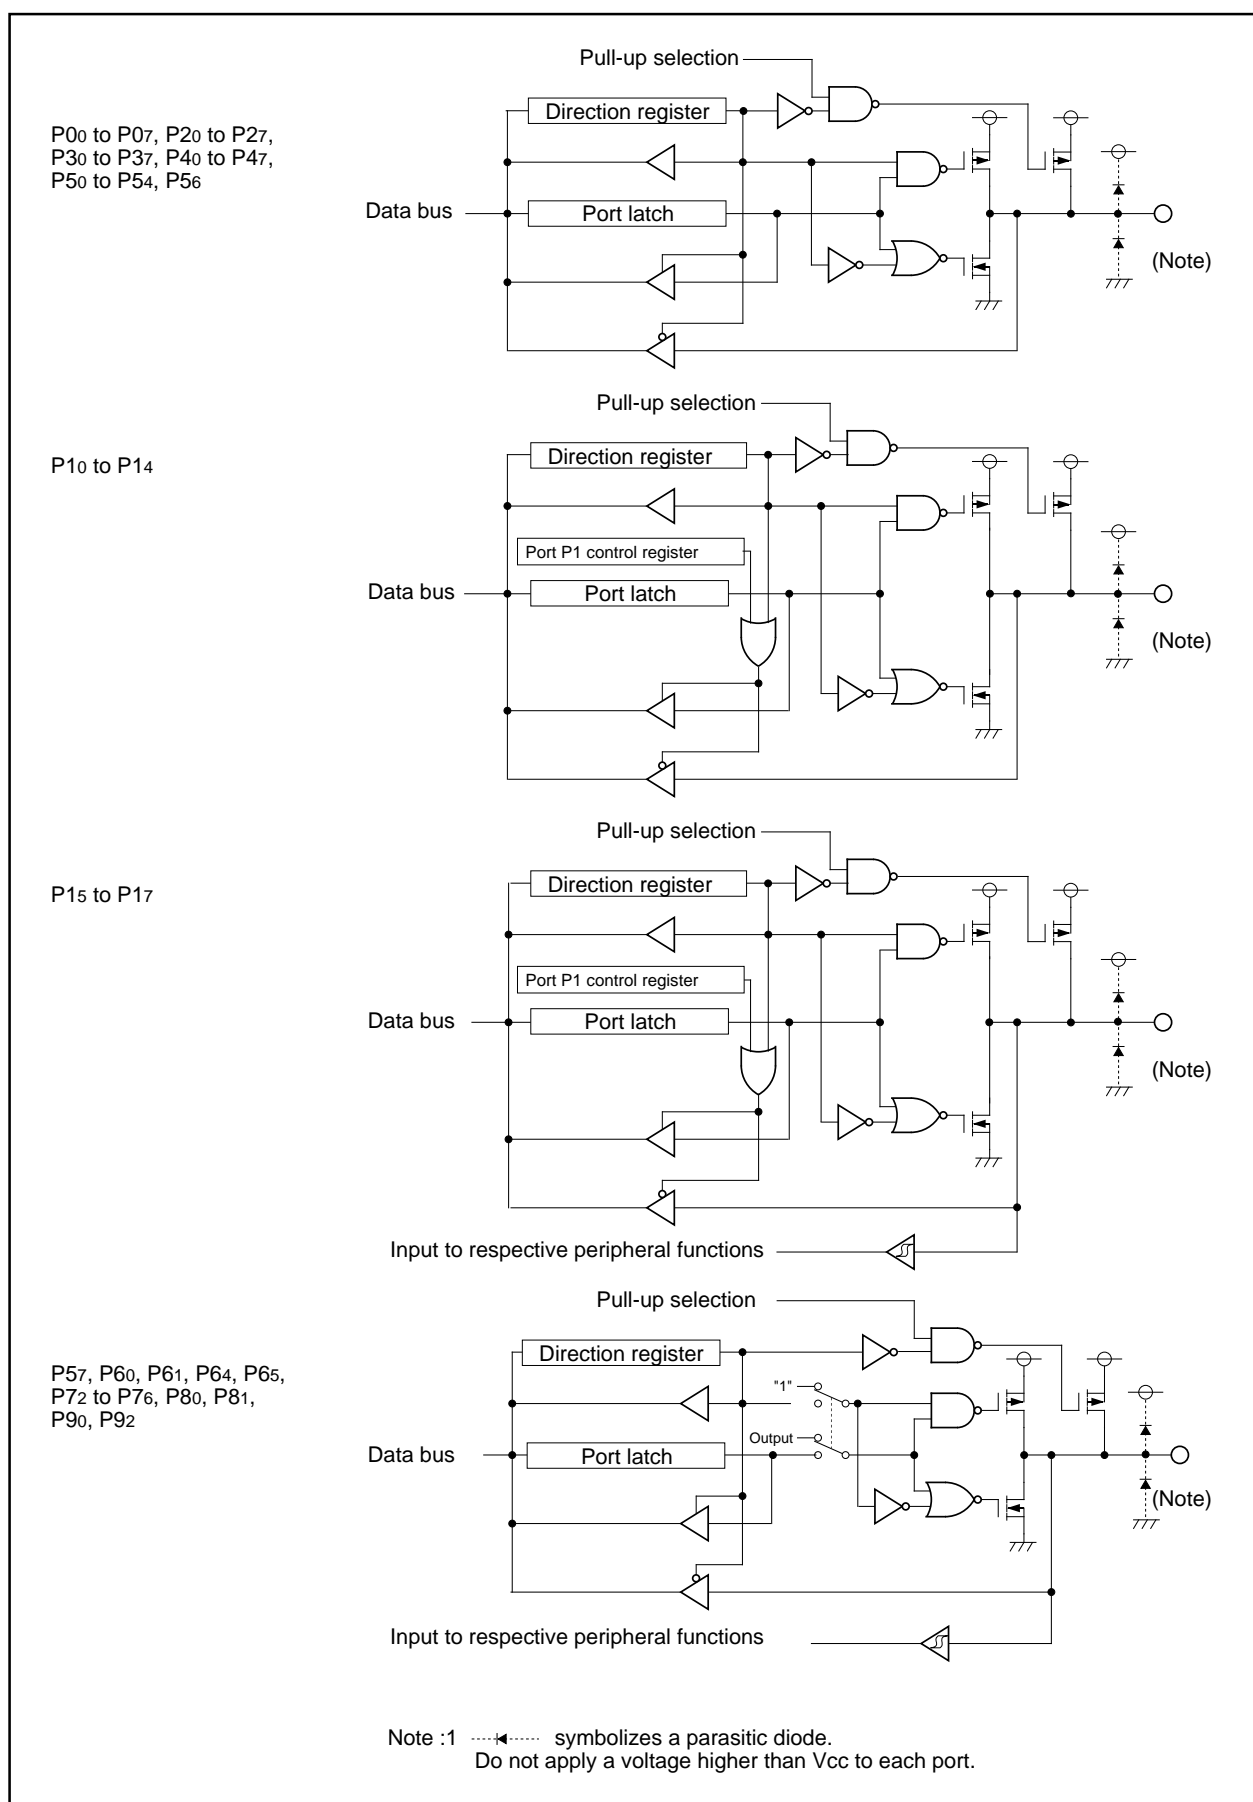 Pull-up selection
Direction register
P00 to P07, P20 to P27,
P30 to P37, P40 to P47,
P50 to P54, P56
Data bus
Port latch
(Note)
Pull-up selection
Direction register
P10 to P14
Port P1 control register
Data bus
Port latch
(Note)
Pull-up selection
Direction register
P15 to P17
Port P1 control register
Data bus
Port latch
(Note)
Input to respective peripheral functions
Pull-up selection
Direction register
P57, P60, P61, P64, P65,
P72 to P76, P80, P81,
P90, P92
"1"
Output
Data bus
Port latch
(Note)
Input to respective peripheral functions
Note :1 symbolizes a parasitic diode.
Do not apply a voltage higher than Vcc to each port.